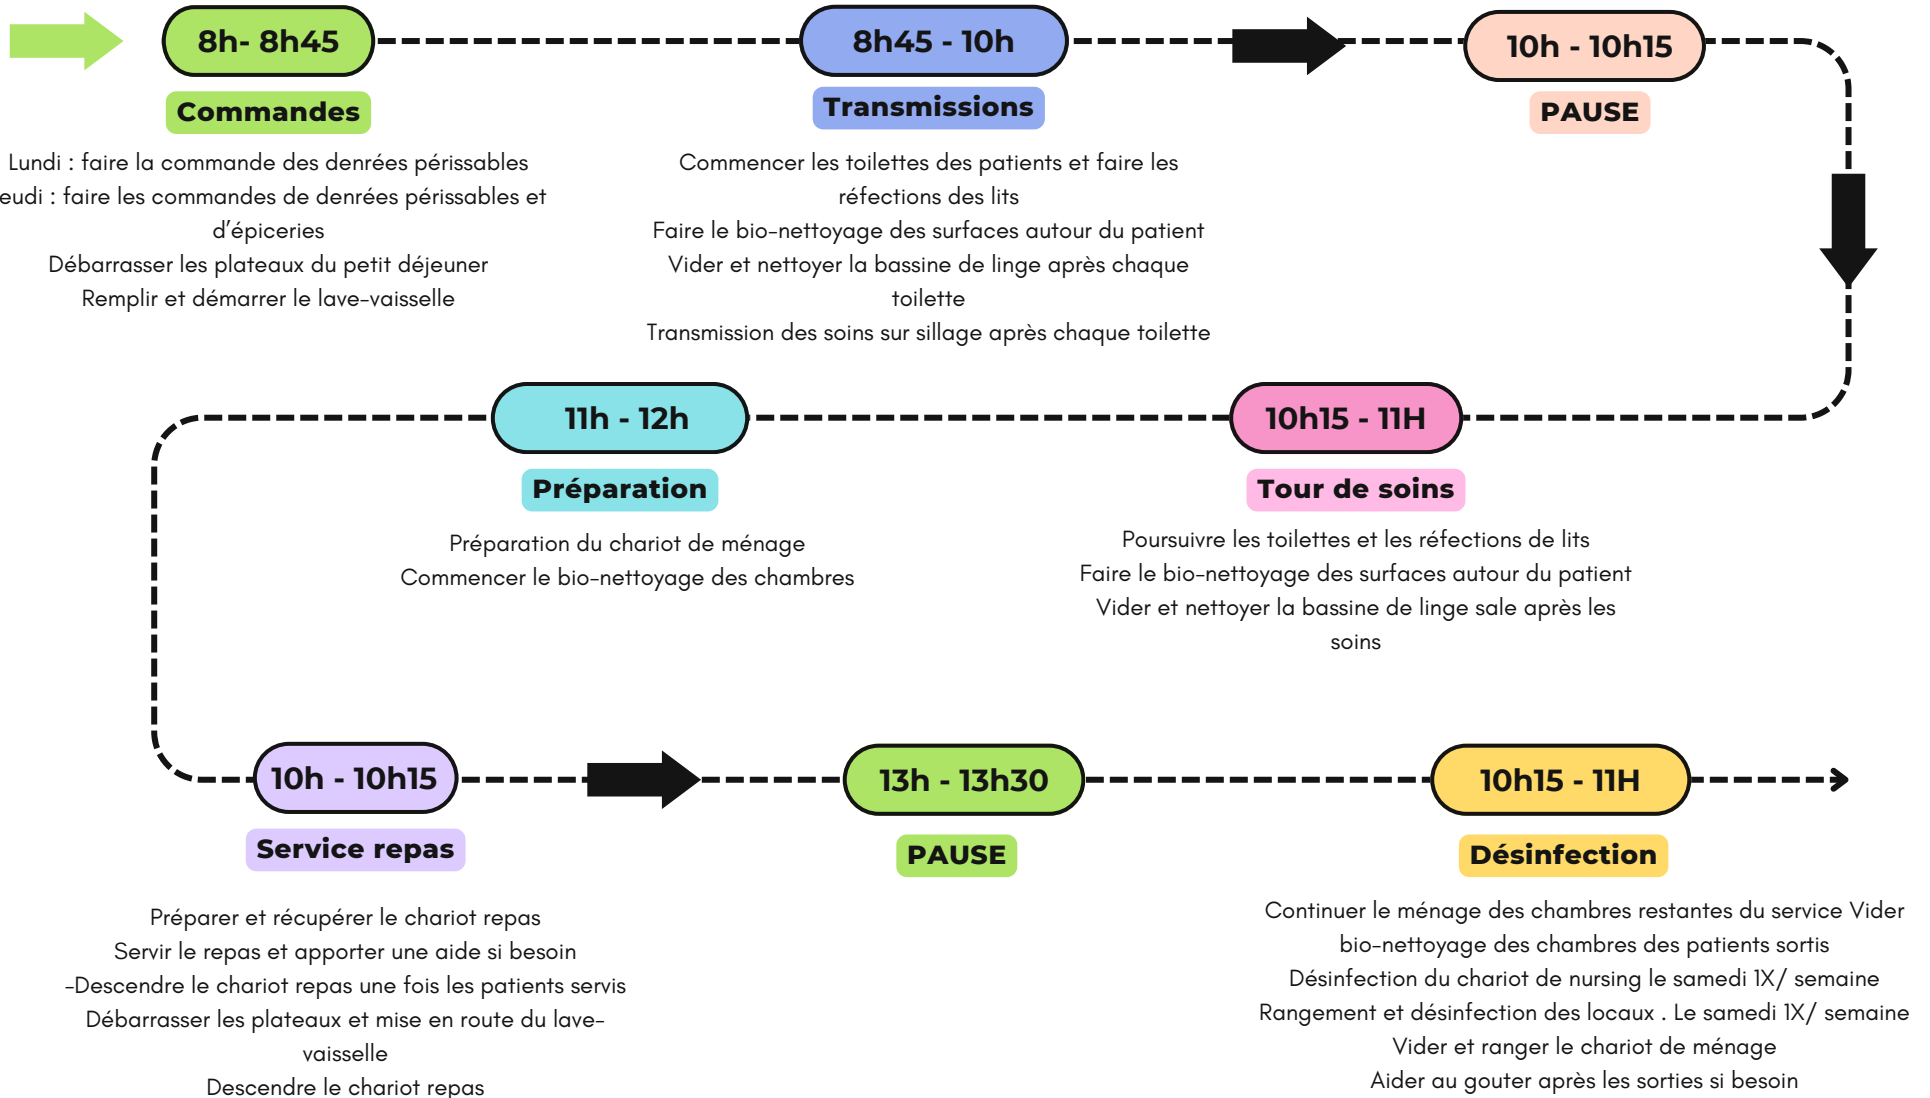 8h- 8h45
Commandes
Lundi : faire la commande des denrées périssables
eudi : faire les commandes de denrées périssables et
d'épiceries
Débarrasser les plateaux du petit déjeuner
Remplir et démarrer le lave-vaisselle
8h45 - 10h
Transmissions
Commencer les toilettes des patients et faire les
réfections des lits
Faire le bio-nettoyage des surfaces autour du patient
Vider et nettoyer la bassine de linge après chaque
toilette
Transmission des soins sur sillage après chaque toilette
10h - 10h15
PAUSE
10h15 - 11H
Tour de soins
Poursuivre les toilettes et les réfections de lits
Faire le bio-nettoyage des surfaces autour du patient
Vider et nettoyer la bassine de linge sale après les
soins
11h - 12h
Préparation
Préparation du chariot de ménage
Commencer le bio-nettoyage des chambres
10h - 10h15
Service repas
Préparer et récupérer le chariot repas
Servir le repas et apporter une aide si besoin
-Descendre le chariot repas une fois les patients servis
Débarrasser les plateaux et mise en route du lave-
vaisselle
Descendre le chariot repas
13h - 13h30
PAUSE
10h15 - 11H
Désinfection
Continuer le ménage des chambres restantes du service Vider
bio-nettoyage des chambres des patients sortis
Désinfection du chariot de nursing le samedi 1X/ semaine
Rangement et désinfection des locaux . Le samedi 1X/ semaine
Vider et ranger le chariot de ménage
Aider au gouter après les sorties si besoin